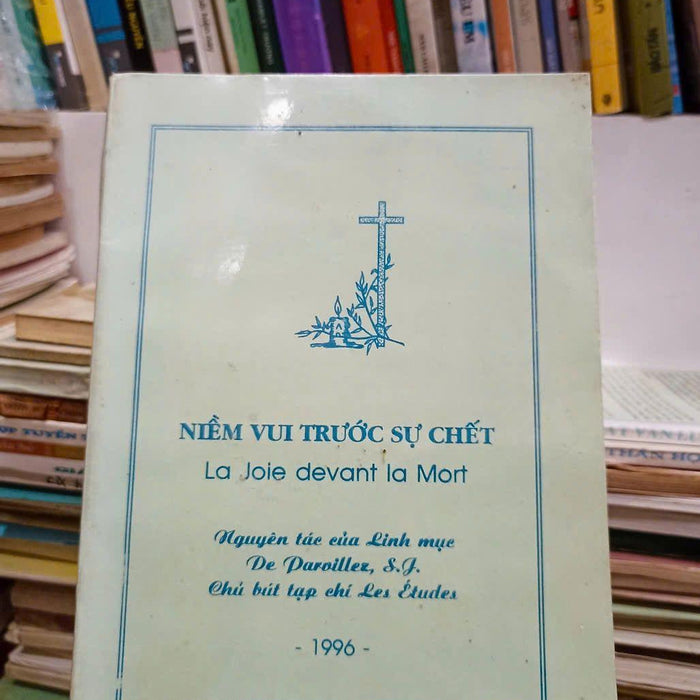 NIỀM VUI TRƯỚC SỰ CHẾT
La Joie devant la Mort
Nguyên tác của Linh mục
De Parvillez, S.J.
Chủ bút tạp chí Les Études
- 1996 -